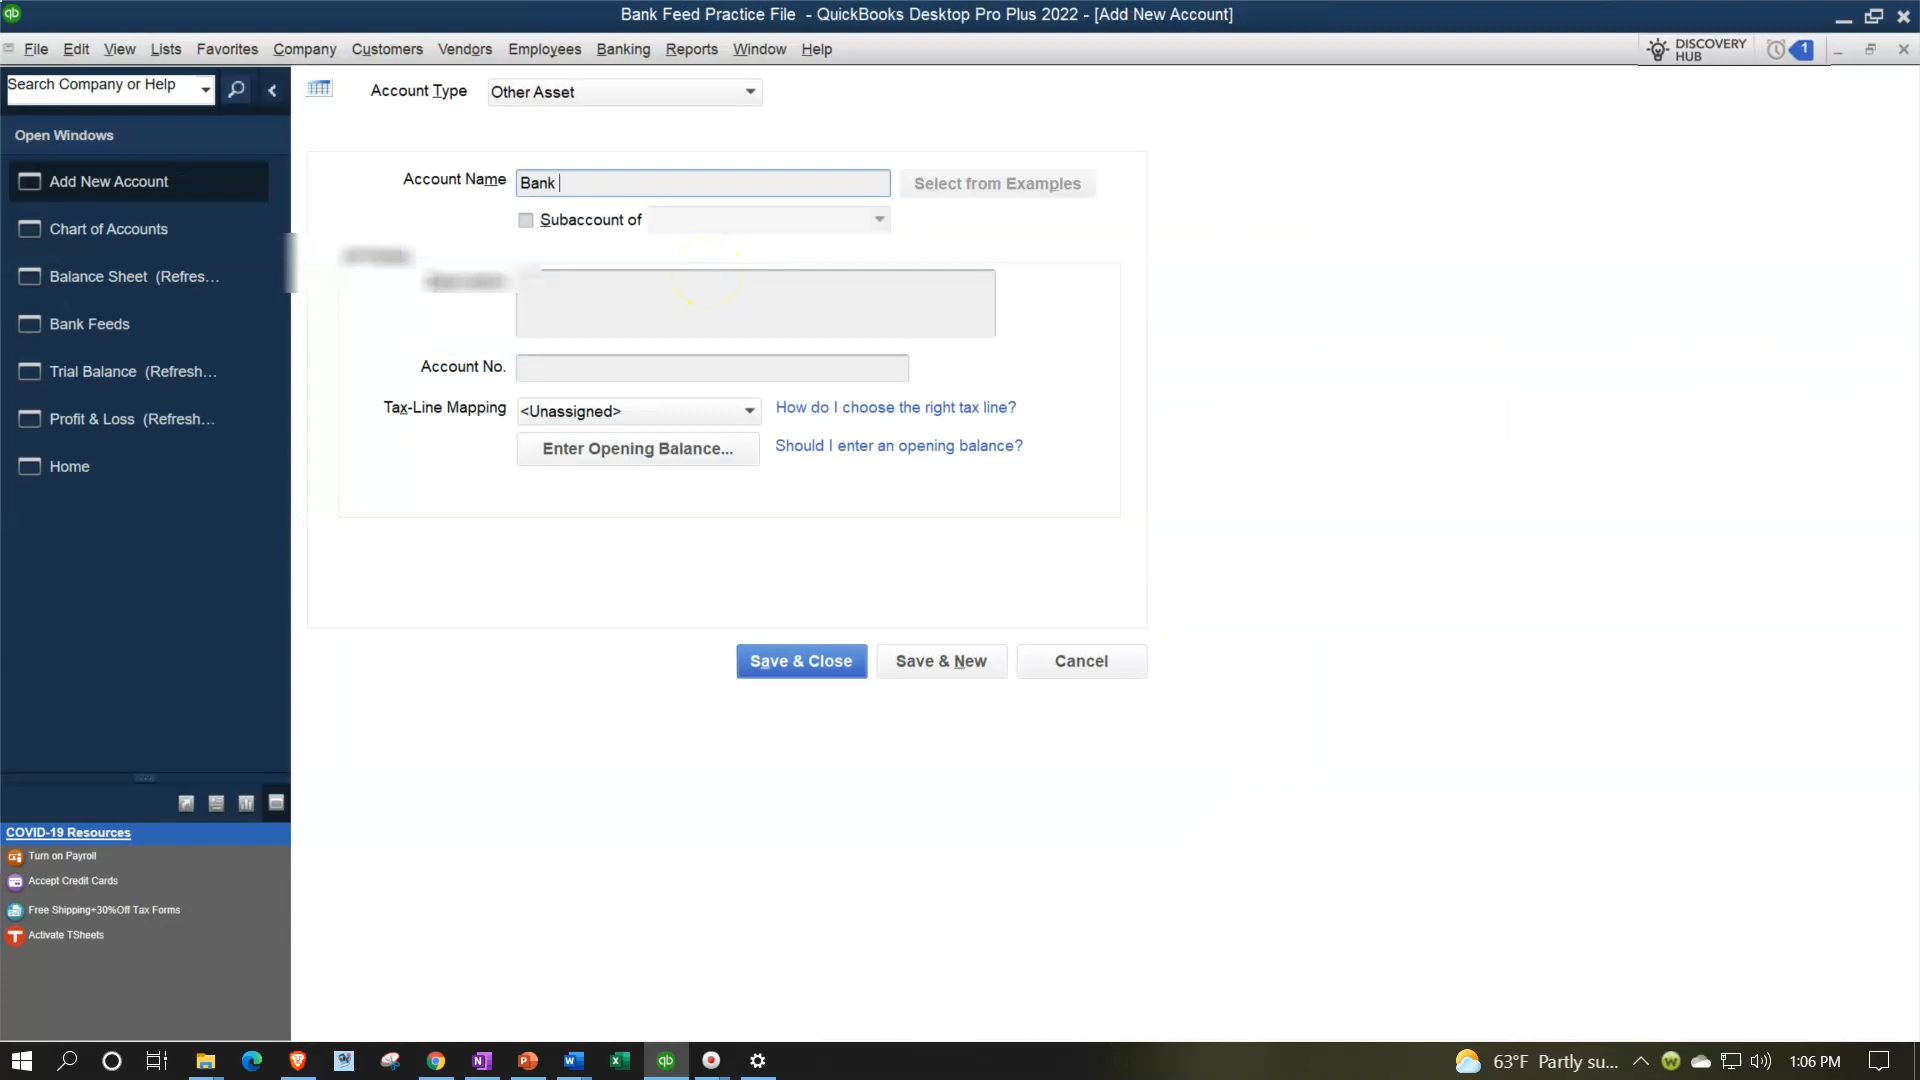 Bank Feed Practice File - QuickBooks Desktop Pro Plus 2022 - [Add New Account]
File Edit View Lists Favorites Company Customers Vendors Employees Banking Reports Window Help
DISCOVERY HUB
1
Search Company or Help
Open Windows
Add New Account
Chart of Accounts
Balance Sheet (Refres...
Bank Feeds
Trial Balance (Refresh...
Profit & Loss (Refresh...
Home
Account Type Other Asset
Account Name Bank Select from Examples
Subaccount of
Account No.
Tax-Line Mapping <Unassigned> How do I choose the right tax line?
Enter Opening Balance... Should I enter an opening balance?
Save & Close Save & New Cancel
COVID-19 Resources
Turn on Payroll
Accept Credit Cards
Free Shipping+30%Off Tax Forms
Activate TSheets
63°F Partly su... 1:06 PM